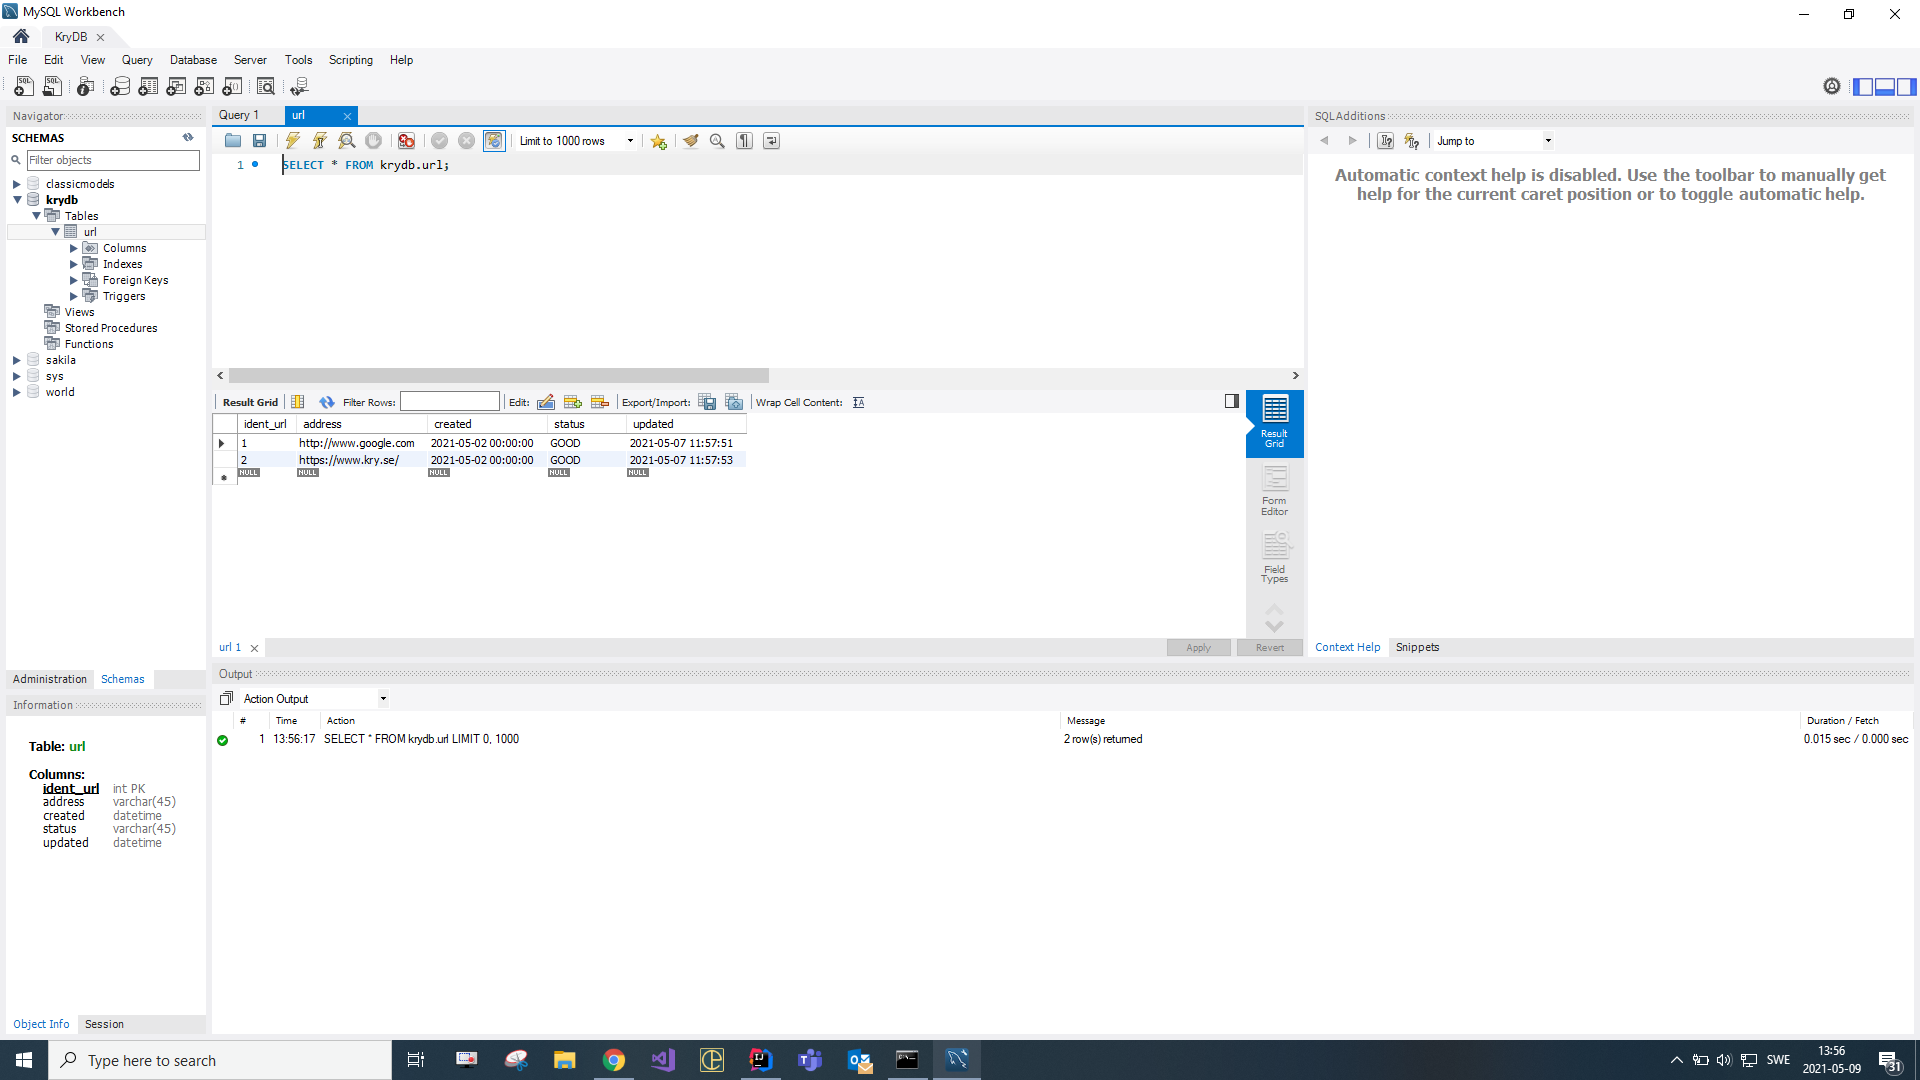 MySQL Workbench
KryDB
File Edit View Query Database Server Tools Scripting Help
Navigator
SCHEMAS
Filter objects
classicmodels
krydb
Tables
url
Columns
Indexes
Foreign Keys
Triggers
Views
Stored Procedures
Functions
sakila
sys
world
Administration Schemas
Information
Table: url
Columns:
ident_url int PK
address varchar(45)
created datetime
status varchar(45)
updated datetime
Object Info Session
Query 1 url
Limit to 1000 rows
1 SELECT * FROM krydb.url;
Result Grid Filter Rows: Edit: Export/Import: Wrap Cell Content:
ident_url address created status updated
1 http://www.google.com 2021-05-02 00:00:00 GOOD 2021-05-07 11:57:51
2 https://www.kry.se/ 2021-05-02 00:00:00 GOOD 2021-05-07 11:57:53
NULL NULL NULL NULL NULL
Result
Grid
Form
Editor
Field
Types
url 1 Apply Revert
SQLAdditions
Jump to
Automatic context help is disabled. Use the toolbar to manually get
help for the current caret position or to toggle automatic help.
Context Help Snippets
Output
Action Output
# Time Action Message Duration / Fetch
1 13:56:17 SELECT * FROM krydb.url LIMIT 0, 1000 2 row(s) returned 0.015 sec / 0.000 sec
Type here to search
SWE
13:56
2021-05-09
31